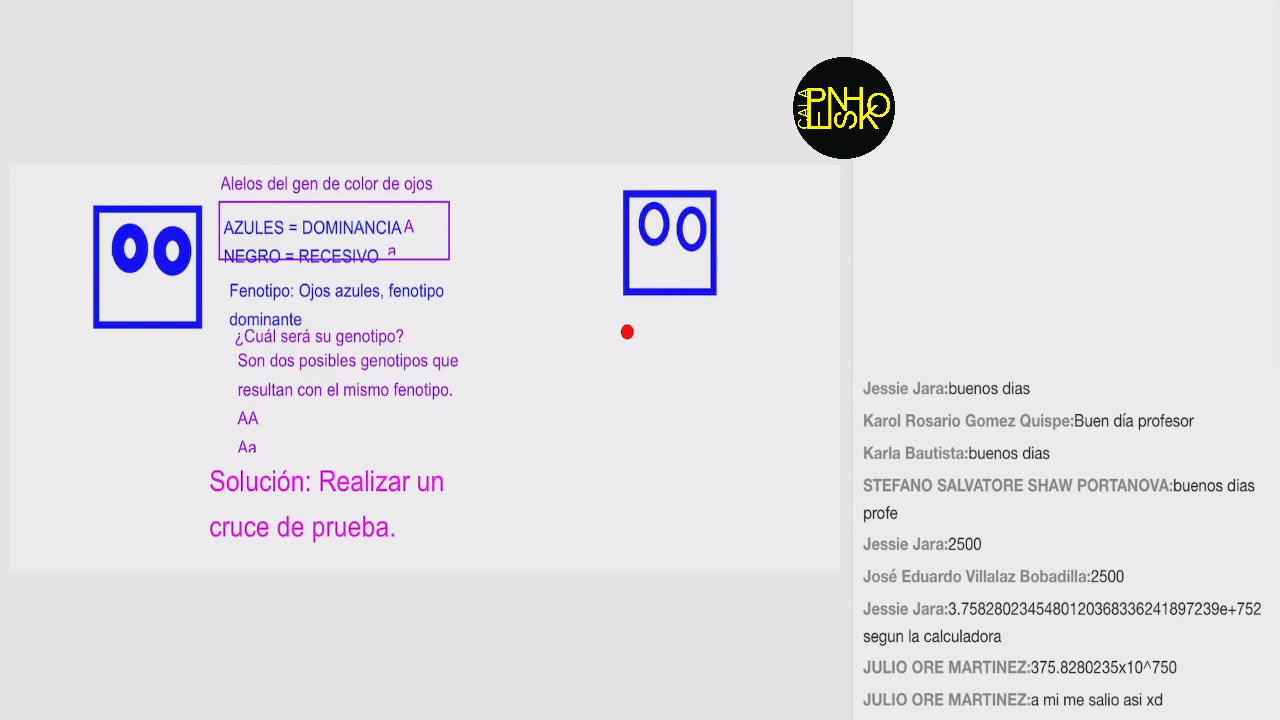 CALA
PENHO
ESK
Alelos del gen de color de ojos
AZULES = DOMINANCIA A
NEGRO = RECESIVO a
Fenotipo: Ojos azules, fenotipo
dominante
¿Cuál será su genotipo?
Son dos posibles genotipos que
resultan con el mismo fenotipo.
AA
Aa
Solución: Realizar un
cruce de prueba.
Jessie Jara:buenos dias
Karol Rosario Gomez Quispe:Buen día profesor
Karla Bautista:buenos dias
STEFANO SALVATORE SHAW PORTANOVA:buenos dias
profe
Jessie Jara:2500
José Eduardo Villalaz Bobadilla:2500
Jessie Jara:3.7582802345480120368336241897239e+752
segun la calculadora
JULIO ORE MARTINEZ:375.8280235x10^750
JULIO ORE MARTINEZ:a mi me salio asi xd